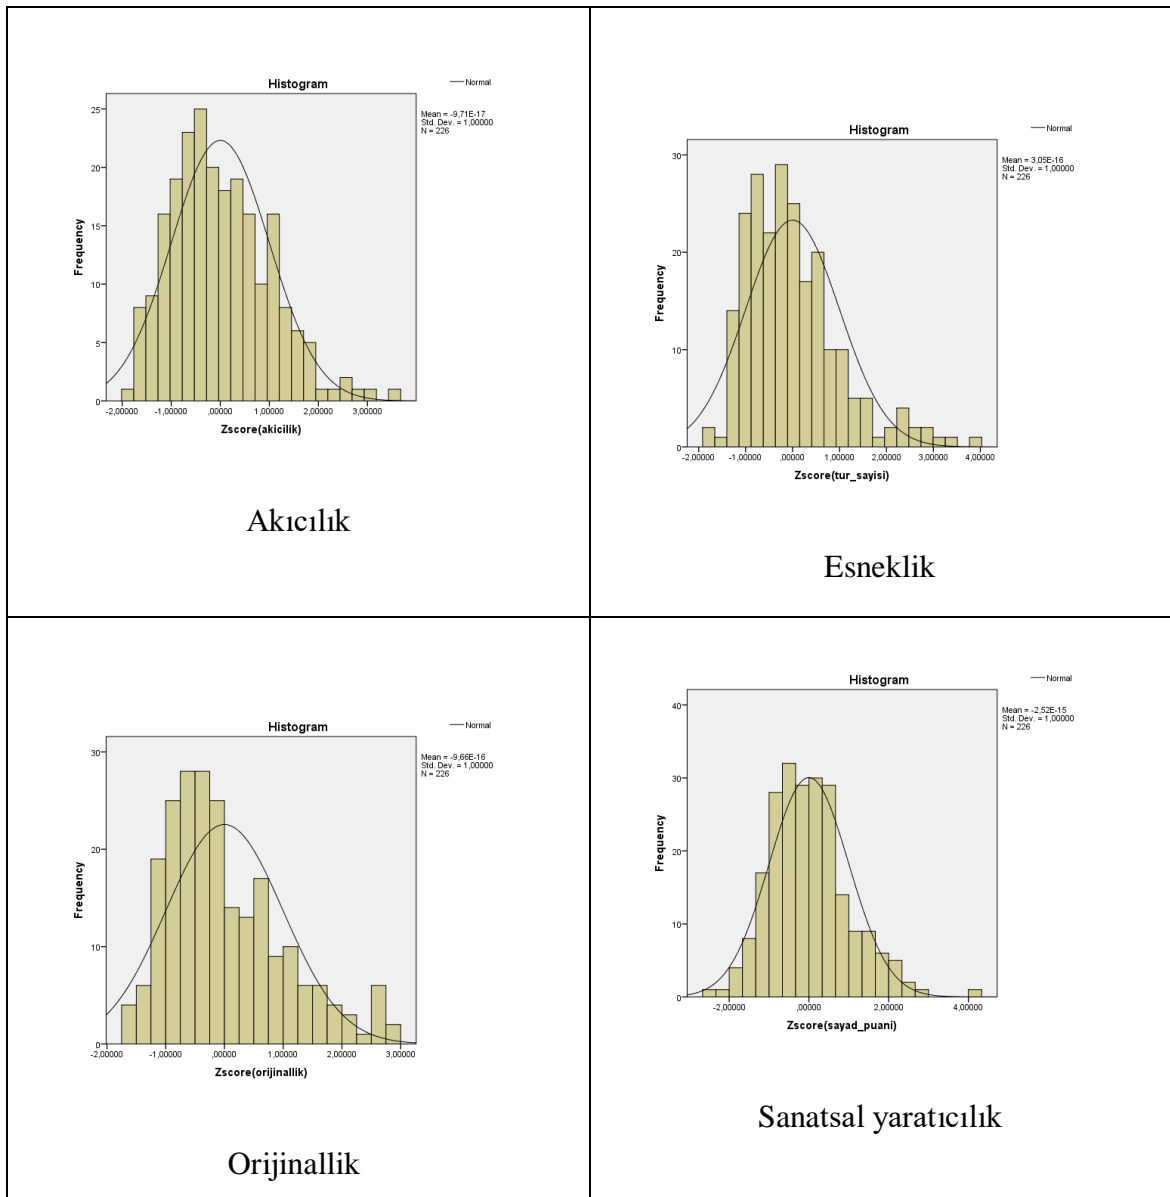 Histogram
Normal
Mean = -9,71E-17
Std. Dev. = 1,00000
N = 226
25
20
15
10
5
0
Frequency
-2,00000 -1,00000 ,00000 1,00000 2,00000 3,00000
Zscore(akicilik)
Akıcılık
Histogram
Normal
Mean = 3,05E-16
Std. Dev. = 1,00000
N = 226
30
20
10
0
Frequency
-2,00000 -1,00000 ,00000 1,00000 2,00000 3,00000 4,00000
Zscore(tur_sayisi)
Esneklik
Histogram
Normal
Mean = -9,66E-16
Std. Dev. = 1,00000
N = 226
30
20
10
0
Frequency
-2,00000 -1,00000 ,00000 1,00000 2,00000 3,00000
Zscore(orijinallik)
Orijinallik
Histogram
Normal
Mean = -2,52E-15
Std. Dev. = 1,00000
N = 226
40
30
20
10
0
Frequency
-2,00000 ,00000 2,00000 4,00000
Zscore(sayad_puani)
Sanatsal yaratıcılık